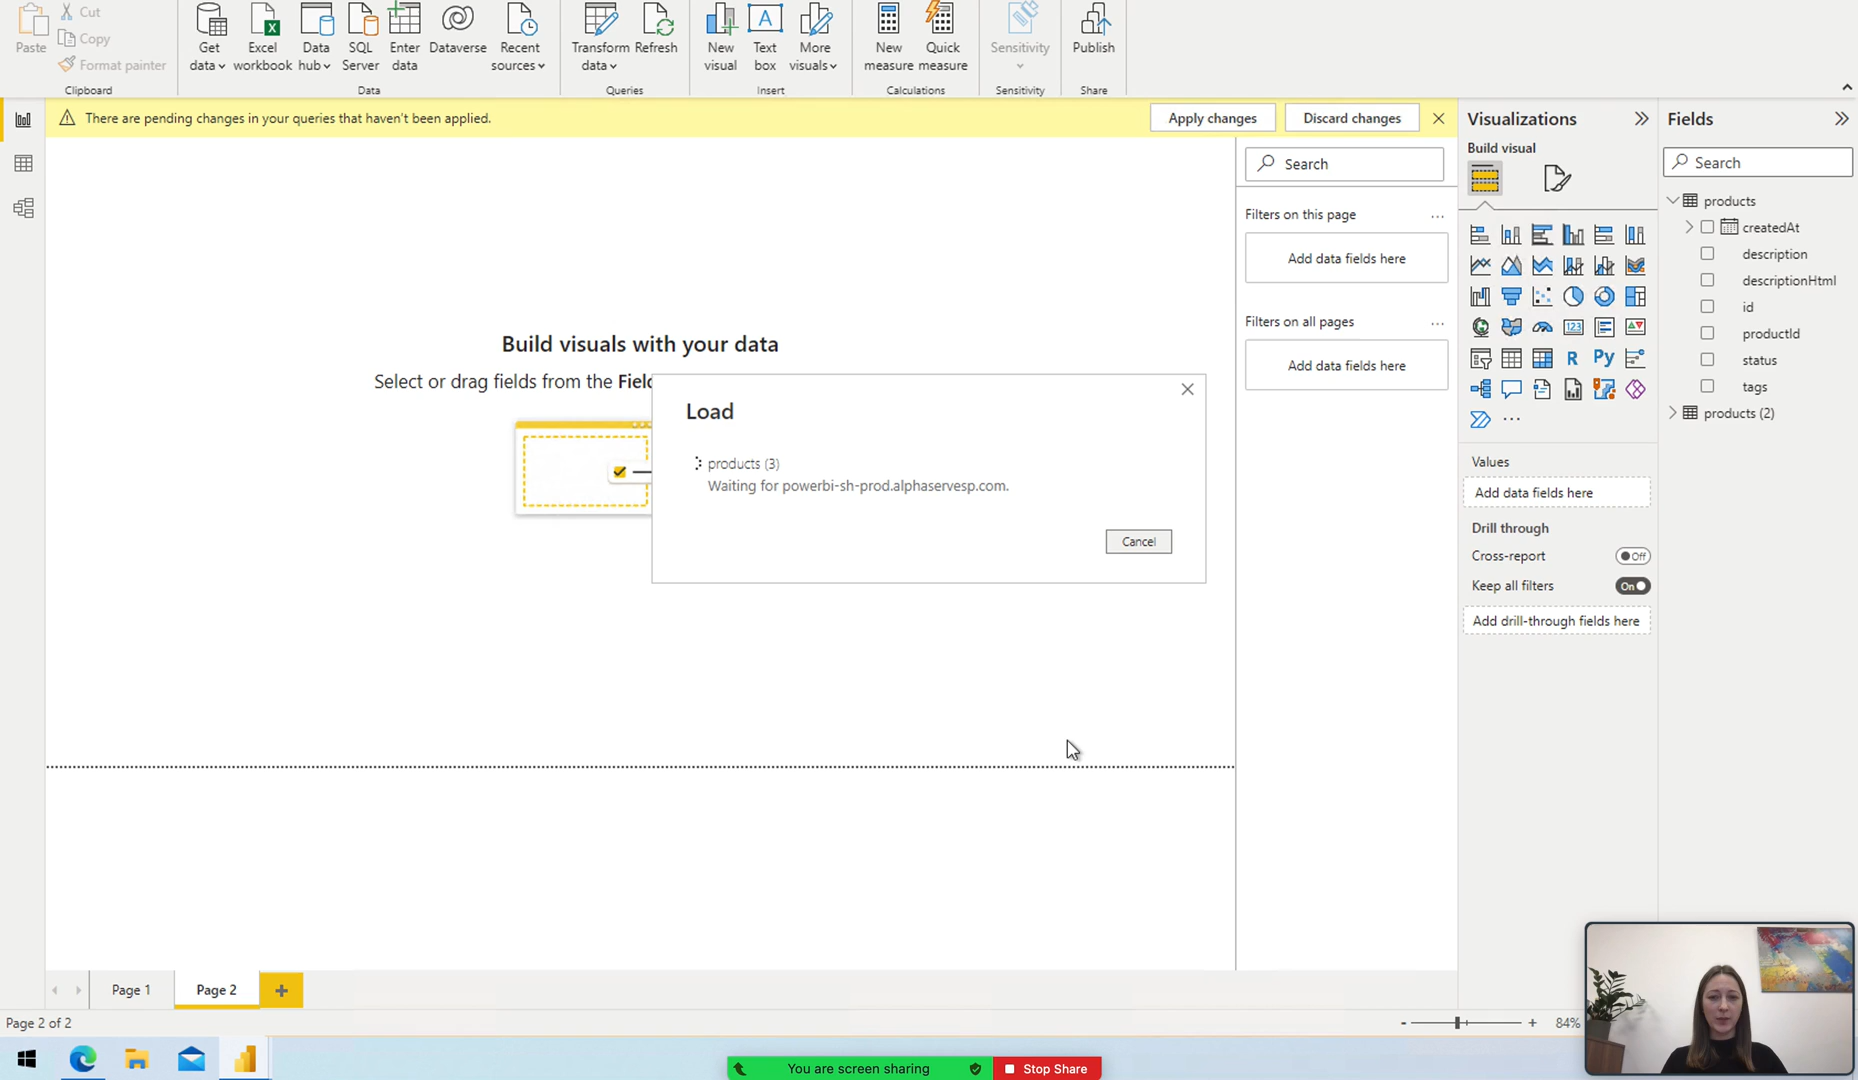 Paste
Cut
Copy
Format painter
Clipboard
Get data
Excel workbook
Data hub
SQL Server
Enter data
Dataverse
Recent sources
Data
Transform data
Refresh
Queries
New visual
Text box
More visuals
Insert
New measure
Quick measure
Calculations
Sensitivity
Sensitivity
Publish
Share
There are pending changes in your queries that haven't been applied.
Apply changes
Discard changes
Build visuals with your data
Select or drag fields from the Field
Load
products (3)
Waiting for powerbi-sh-prod.alphaservesp.com.
Cancel
Search
Filters on this page
...
Add data fields here
Filters on all pages
...
Add data fields here
Visualizations
Build visual
R
Py
123
...
Values
Add data fields here
Drill through
Cross-report
Off
Keep all filters
On
Add drill-through fields here
Fields
Search
products
createdAt
description
descriptionHtml
id
productId
status
tags
products (2)
Page 1
Page 2
+
Page 2 of 2
- + 84%
You are screen sharing
Stop Share